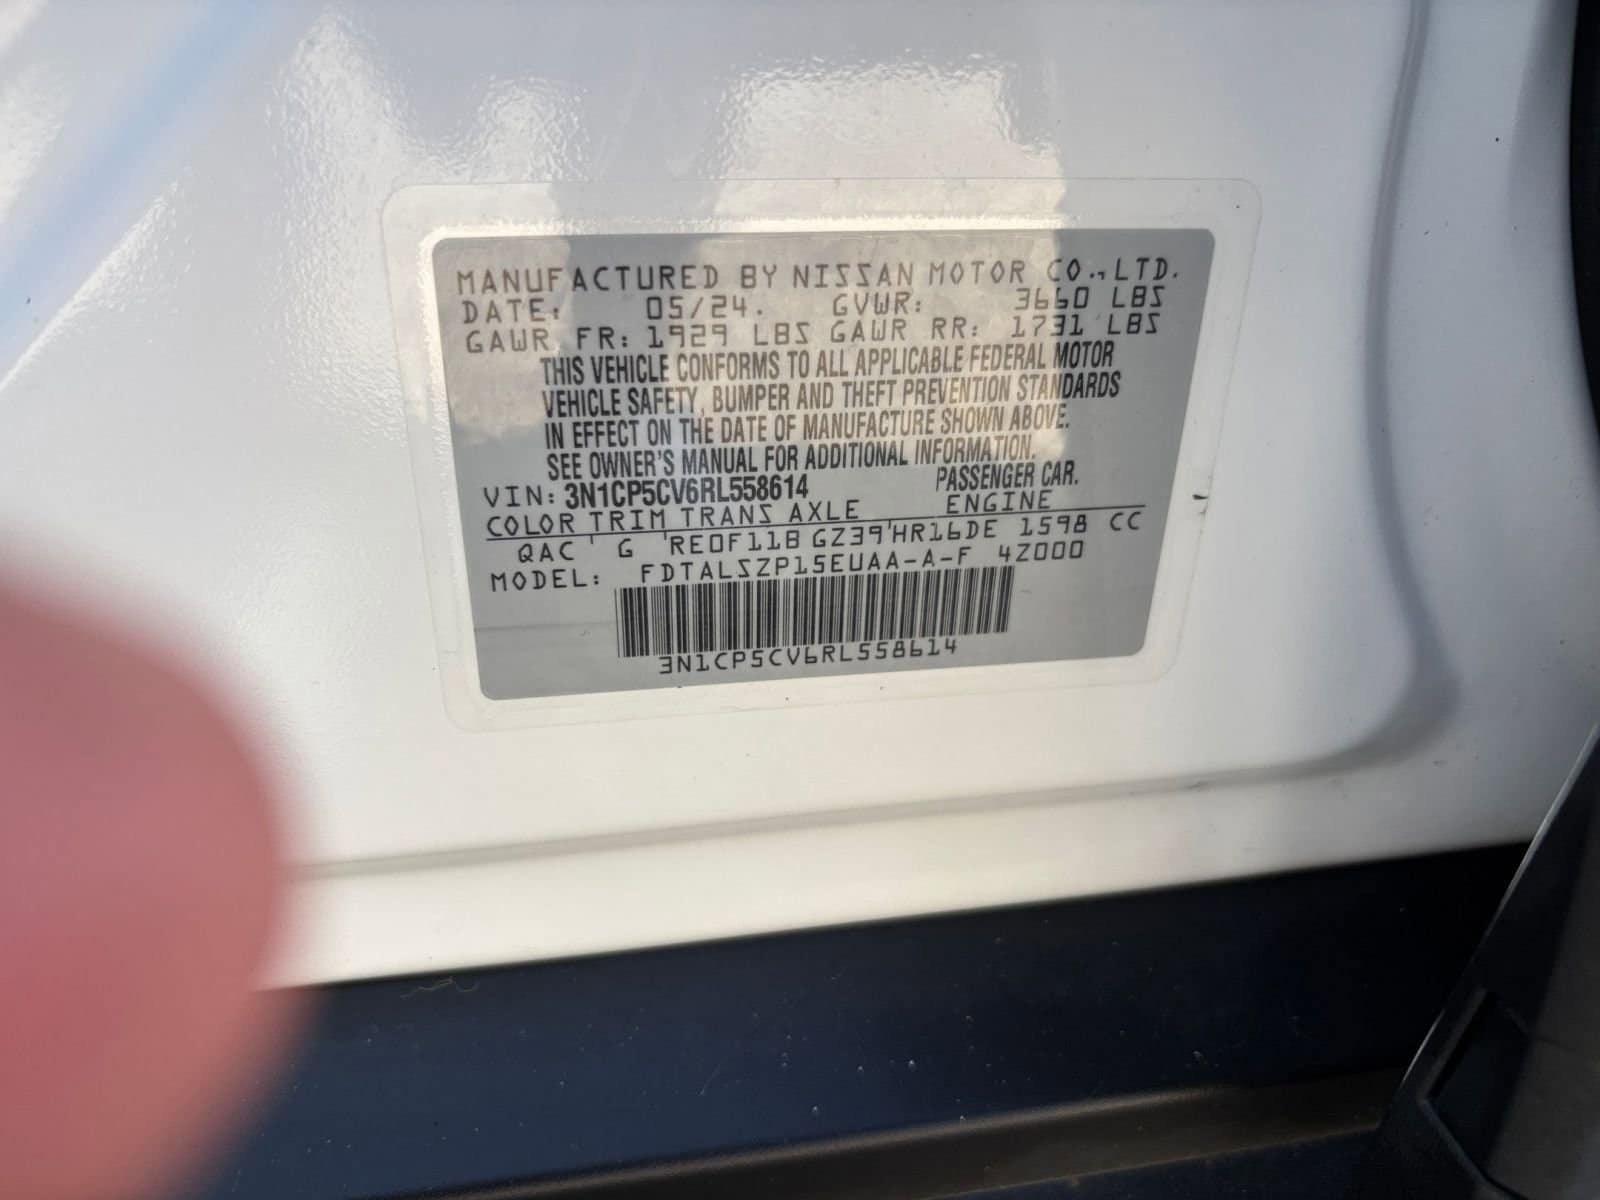 MANUFACTURED BY NISSAN MOTOR CO., LTD.
DATE: 05/24. GVWR: 3660 LBS
GAWR FR: 1929 LBS GAWR RR: 1731 LBS
THIS VEHICLE CONFORMS TO ALL APPLICABLE FEDERAL MOTOR
VEHICLE SAFETY, BUMPER AND THEFT PREVENTION STANDARDS
IN EFFECT ON THE DATE OF MANUFACTURE SHOWN ABOVE.
SEE OWNER'S MANUAL FOR ADDITIONAL INFORMATION.
VIN: 3N1CP5CV6RL558614 PASSENGER CAR.
COLOR TRIM TRANS AXLE ENGINE
QAC G RE0F11B GZ39 HR16DE 1598 CC
MODEL: FDTALSZP15EUAA-A-F 4Z000
3N1CP5CV6RL558614